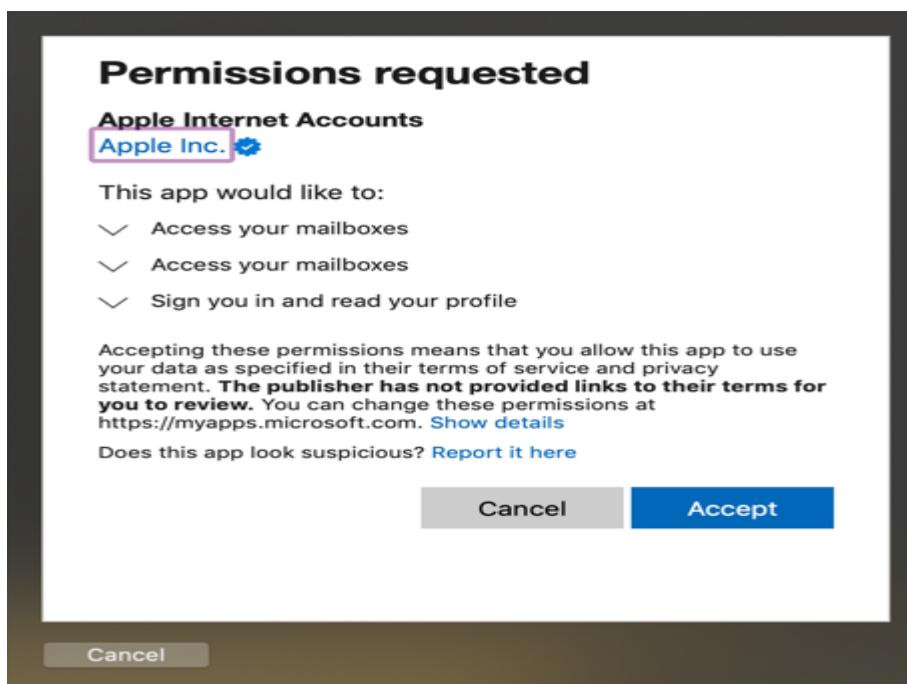 Permissions requested
Apple Internet Accounts
Apple Inc.
This app would like to:
Access your mailboxes
Access your mailboxes
Sign you in and read your profile
Accepting these permissions means that you allow this app to use
your data as specified in their terms of service and privacy
statement. The publisher has not provided links to their terms for
you to review. You can change these permissions at
https://myapps.microsoft.com. Show details
Does this app look suspicious? Report it here
Cancel Accept
Cancel